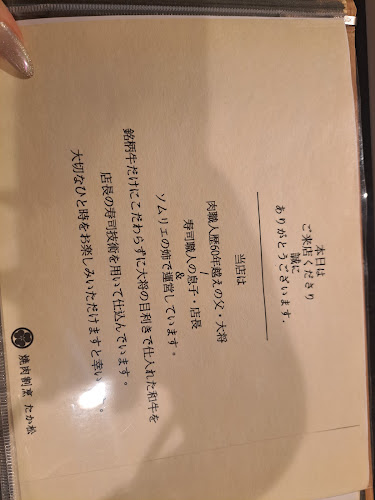 本日は
ご来店くださり
誠に
ありがとうございます.
当店は
肉職人歴60年越えの父・大将
/
寿司職人の息子・店長
&
ソムリエの姉で運営しています。
銘柄牛だけにこだわらずに大将の目利きで仕入れた和牛を
店長の寿司技術を用いて仕込んでいます。
大切なひと時をお楽しみいただけますと幸い 。
焼肉割烹 たか松